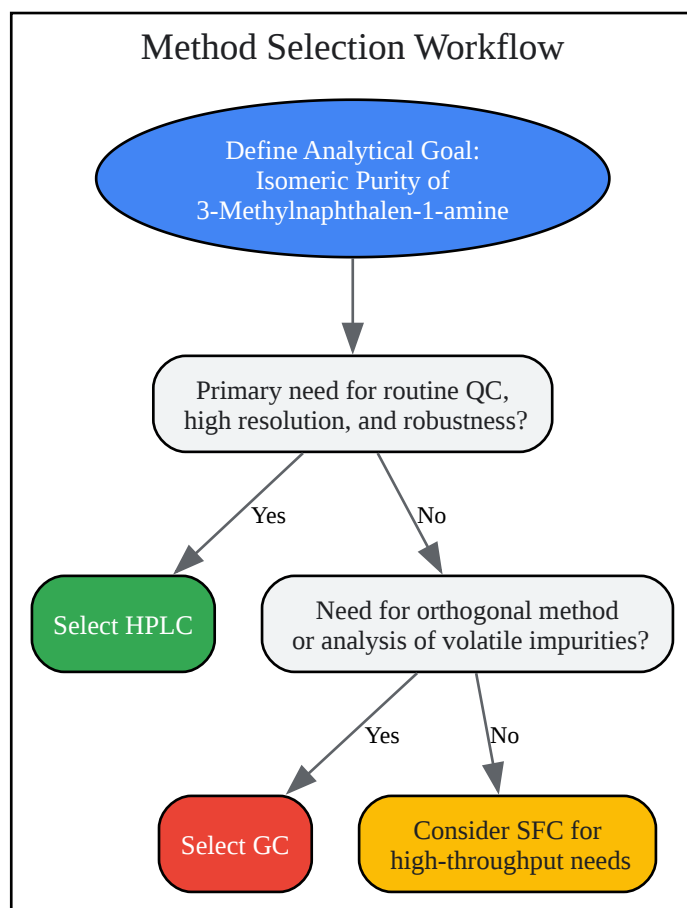 Method Selection Workflow
Define Analytical Goal:
Isomeric Purity of
3-Methylnaphthalen-1-amine
Primary need for routine QC,
high resolution, and robustness?
Yes
No
Select HPLC
Need for orthogonal method
or analysis of volatile impurities?
Yes
No
Select GC
Consider SFC for
high-throughput needs